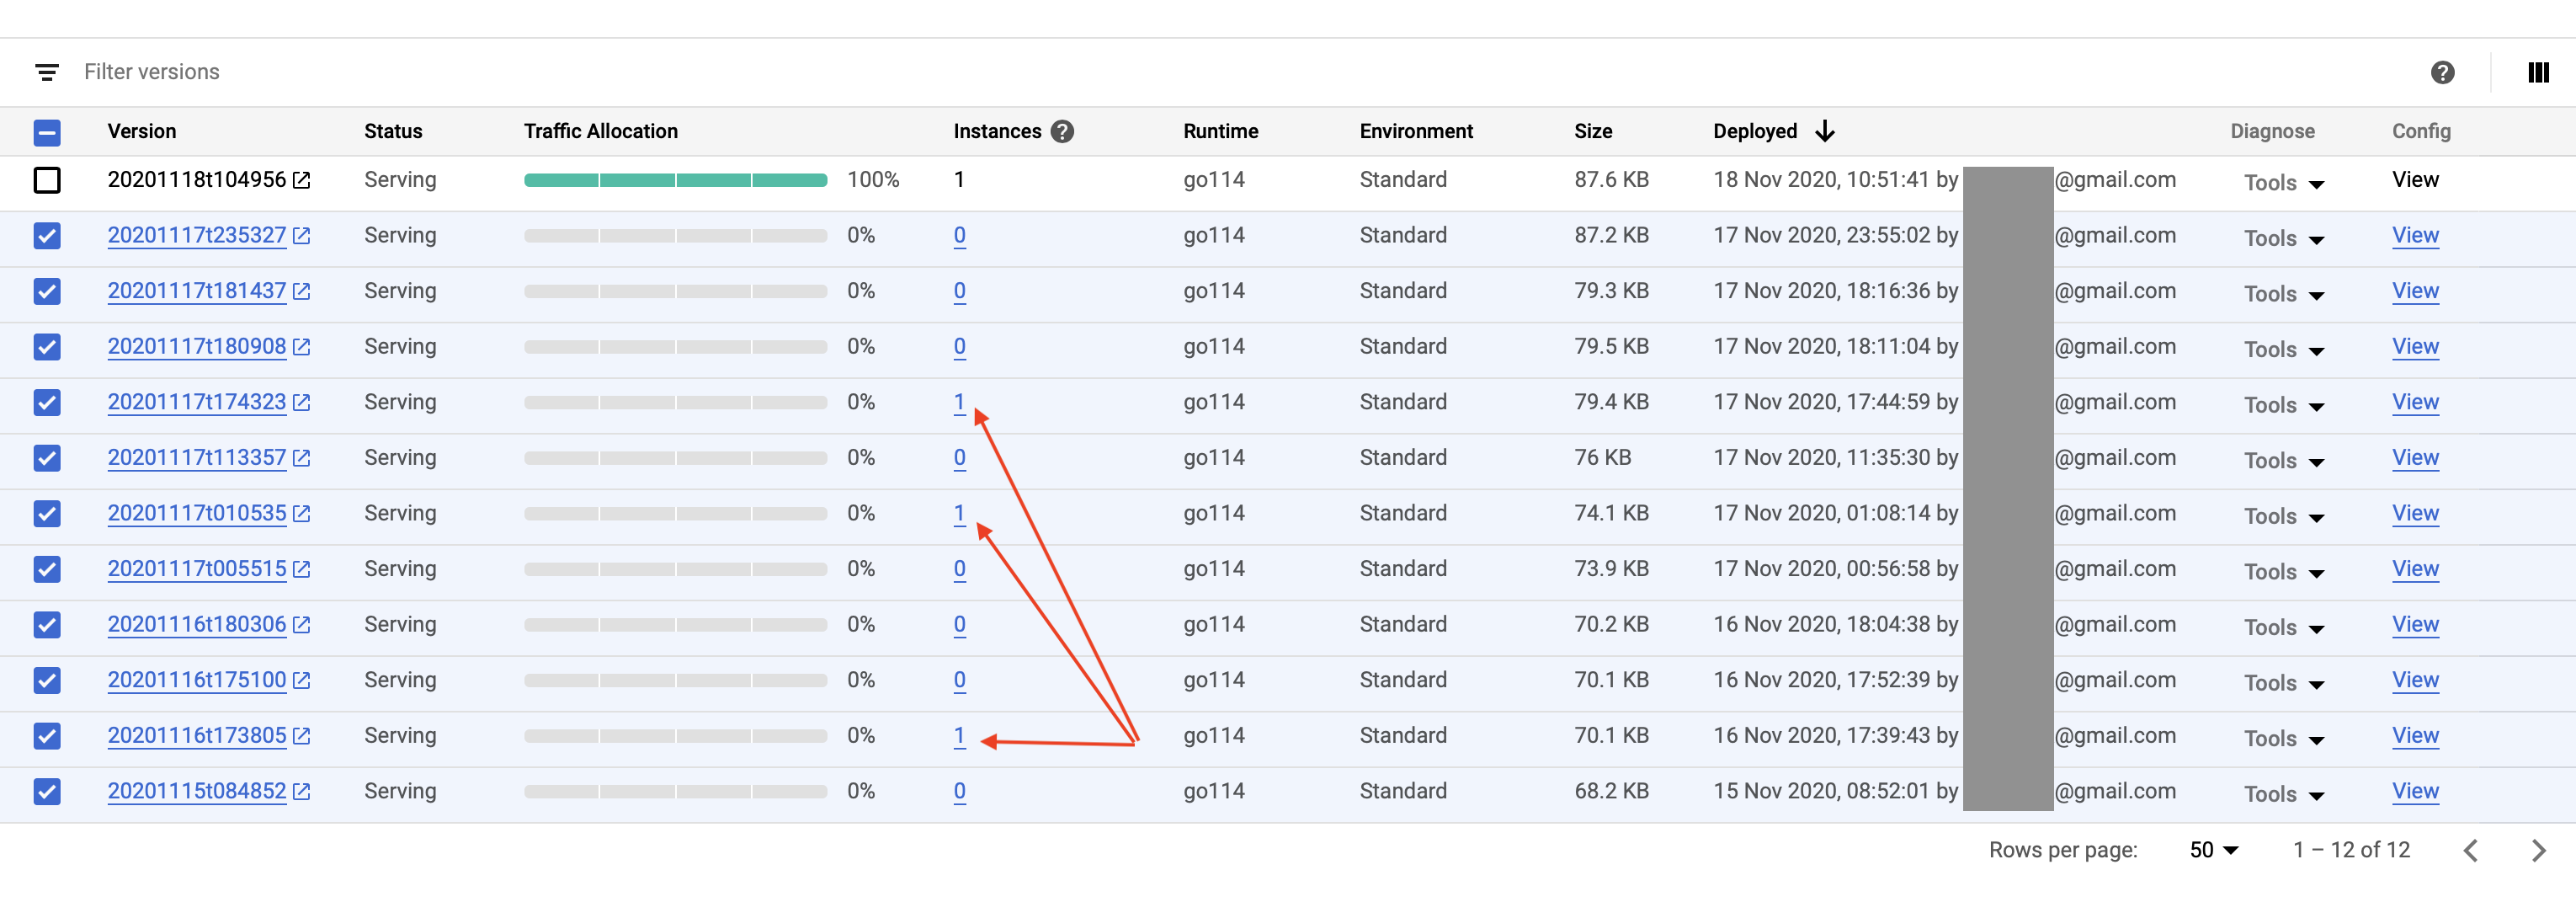 Filter versions
Version Status Traffic Allocation Instances ? Runtime Environment Size Deployed Diagnose Config
20201118t104956 Serving 100% 1 go114 Standard 87.6 KB 18 Nov 2020, 10:51:41 by @gmail.com Tools View
20201117t235327 Serving 0% 0 go114 Standard 87.2 KB 17 Nov 2020, 23:55:02 by @gmail.com Tools View
20201117t181437 Serving 0% 0 go114 Standard 79.3 KB 17 Nov 2020, 18:16:36 by @gmail.com Tools View
20201117t180908 Serving 0% 0 go114 Standard 79.5 KB 17 Nov 2020, 18:11:04 by @gmail.com Tools View
20201117t174323 Serving 0% 1 go114 Standard 79.4 KB 17 Nov 2020, 17:44:59 by @gmail.com Tools View
20201117t113357 Serving 0% 0 go114 Standard 76 KB 17 Nov 2020, 11:35:30 by @gmail.com Tools View
20201117t010535 Serving 0% 1 go114 Standard 74.1 KB 17 Nov 2020, 01:08:14 by @gmail.com Tools View
20201117t005515 Serving 0% 0 go114 Standard 73.9 KB 17 Nov 2020, 00:56:58 by @gmail.com Tools View
20201116t180306 Serving 0% 0 go114 Standard 70.2 KB 16 Nov 2020, 18:04:38 by @gmail.com Tools View
20201116t175100 Serving 0% 0 go114 Standard 70.1 KB 16 Nov 2020, 17:52:39 by @gmail.com Tools View
20201116t173805 Serving 0% 1 go114 Standard 70.1 KB 16 Nov 2020, 17:39:43 by @gmail.com Tools View
20201115t084852 Serving 0% 0 go114 Standard 68.2 KB 15 Nov 2020, 08:52:01 by @gmail.com Tools View
Rows per page: 50 1 – 12 of 12